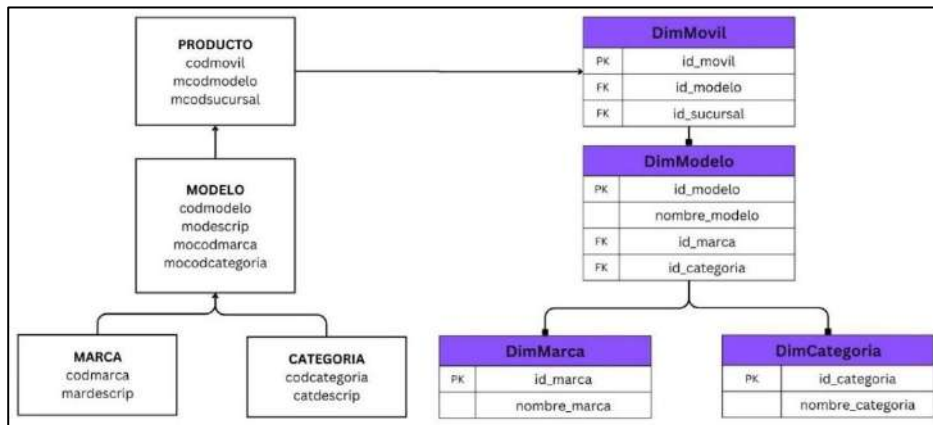 PRODUCTO
codmovil
mcodmodelo
mcodsucursal
MODELO
codmodelo
modescrip
mocodmarca
mocodcategoria
MARCA
codmarca
mardescrip
CATEGORIA
codcategoria
catdescrip
DimMovil
PK id_movil
FK id_modelo
FK id_sucursal
DimModelo
PK id_modelo
nombre_modelo
FK id_marca
FK id_categoria
DimMarca
PK id_marca
nombre_marca
DimCategoria
PK id_categoria
nombre_categoria